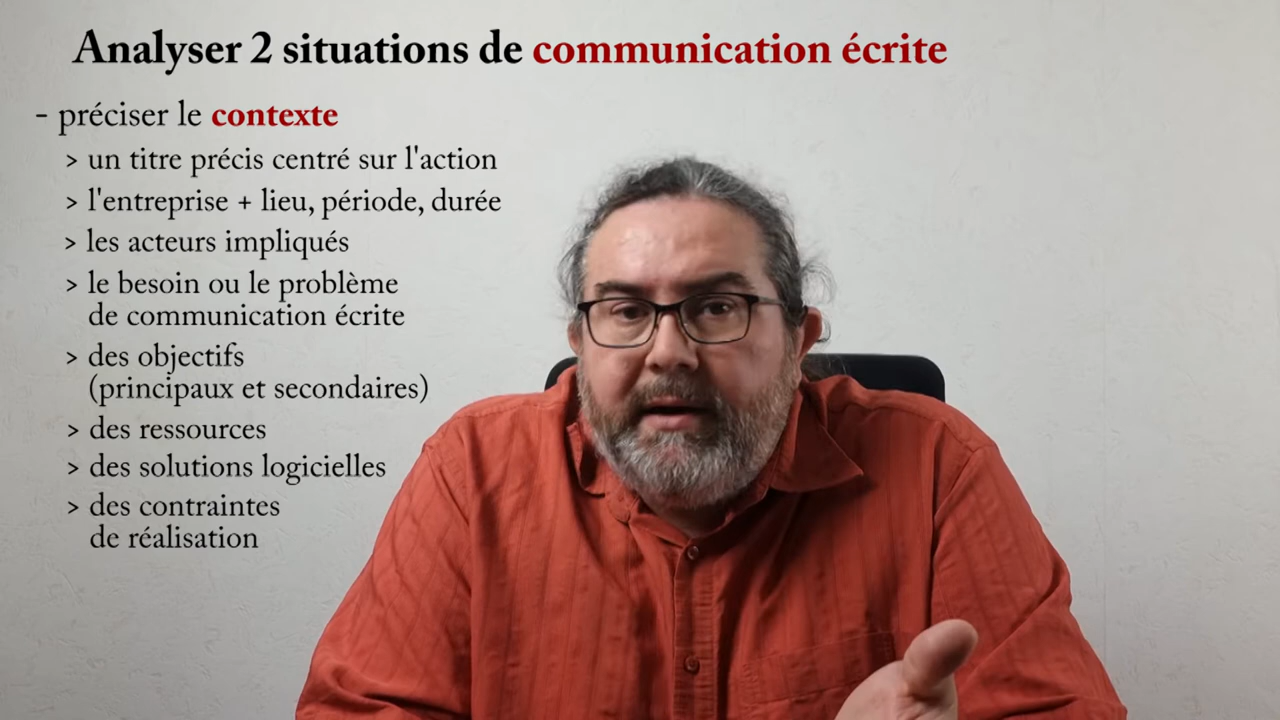 Analyser 2 situations de communication écrite
- préciser le contexte
> un titre précis centré sur l'action
> l'entreprise + lieu, période, durée
> les acteurs impliqués
> le besoin ou le problème
de communication écrite
> des objectifs
(principaux et secondaires)
> des ressources
> des solutions logicielles
> des contraintes
de réalisation